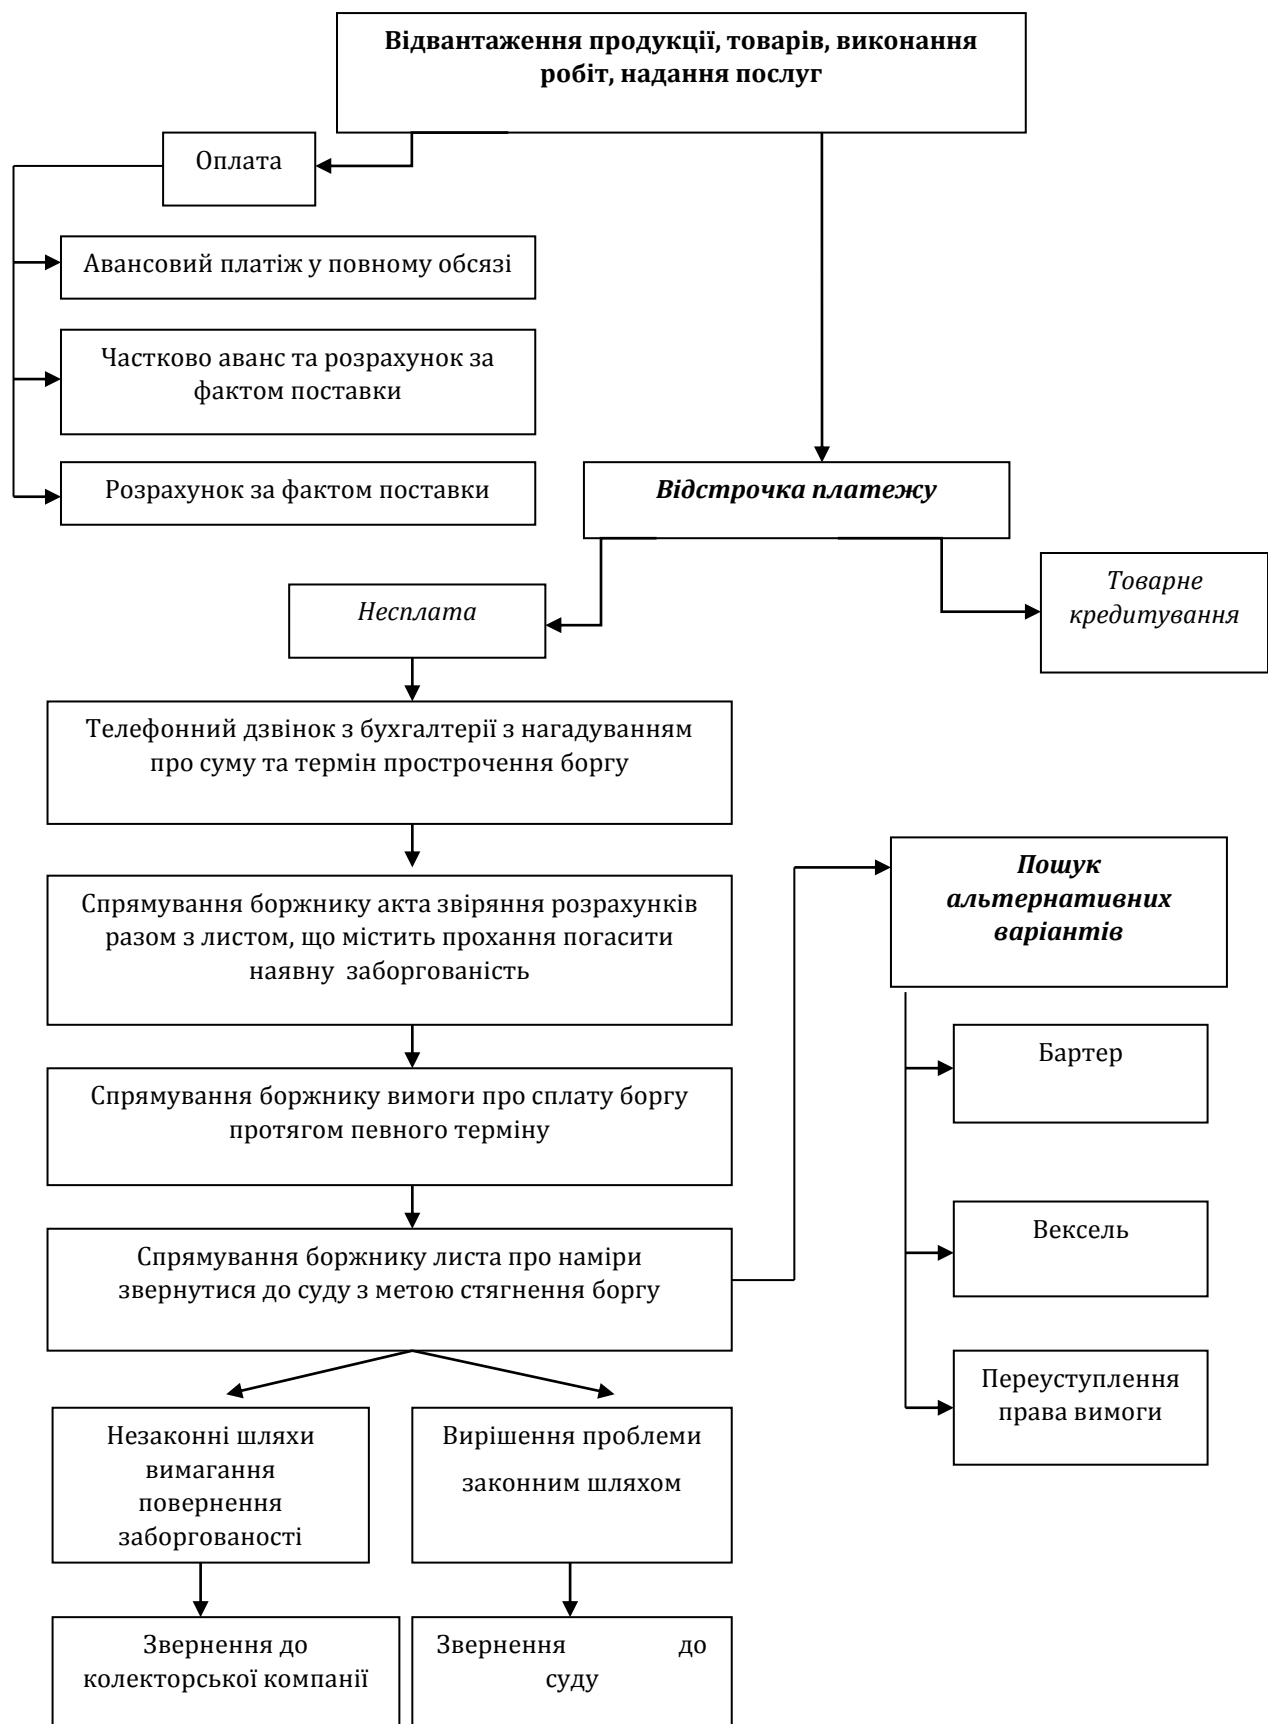 Відвантаження продукції, товарів, виконання
робіт, надання послуг
Оплата
Авансовий платіж у повному обсязі
Частково аванс та розрахунок за
фактом поставки
Розрахунок за фактом поставки
Відстрочка платежу
Товарне
кредитування
Несплата
Телефонний дзвінок з бухгалтерії з нагадуванням
про суму та термін прострочення боргу
Спрямування боржнику акта звіряння розрахунків
разом з листом, що містить прохання погасити
наявну заборгованість
Спрямування боржнику вимоги про сплату боргу
протягом певного терміну
Спрямування боржнику листа про наміри
звернутися до суду з метою стягнення боргу
Пошук
альтернативних
варіантів
Бартер
Вексель
Переуступлення
права вимоги
Незаконні шляхи
вимагання
повернення
заборгованості
Вирішення проблеми
законним шляхом
Звернення до
колекторської компанії
Звернення до
суду